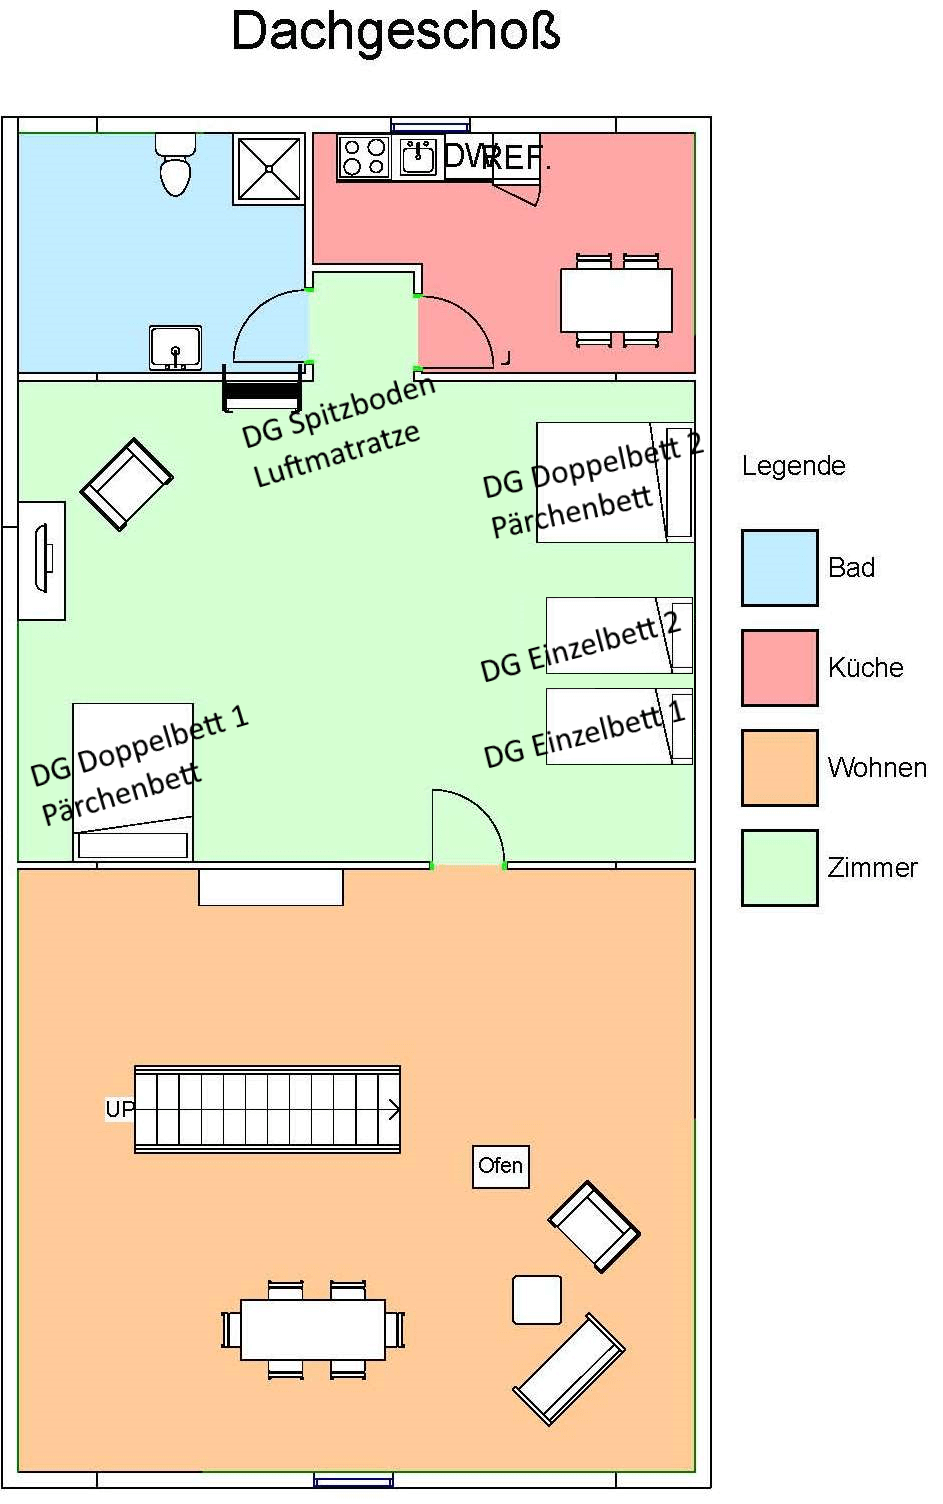 Dachgeschoß
DW
REF.
DG Spitzboden
Luftmatratze
DG Doppelbett 2
Pärchenbett
Legende
Bad
DG Einzelbett 2
Küche
DG Einzelbett 1
DG Doppelbett 1
Pärchenbett
Wohnen
Zimmer
UP
Ofen